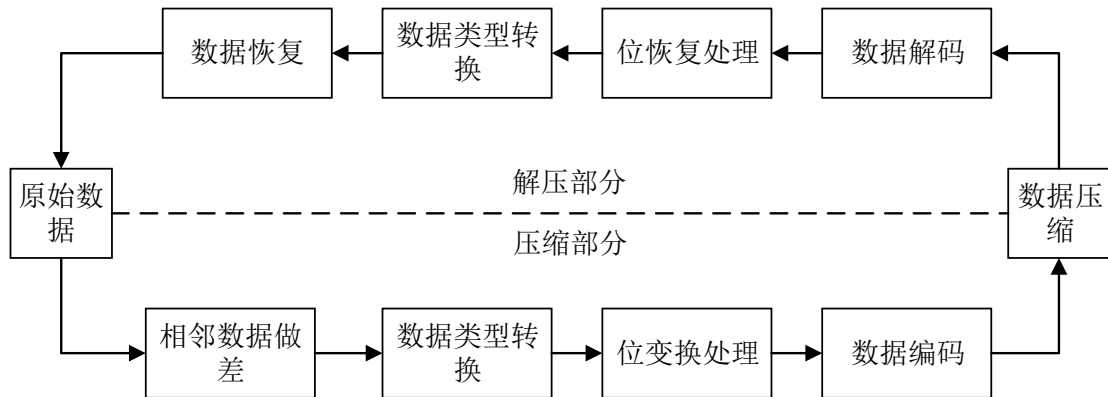 数据恢复
数据类型转
换
位恢复处理
数据解码
原始数
据
解压部分
压缩部分
数据压
缩
相邻数据做
差
数据类型转
换
位变换处理
数据编码